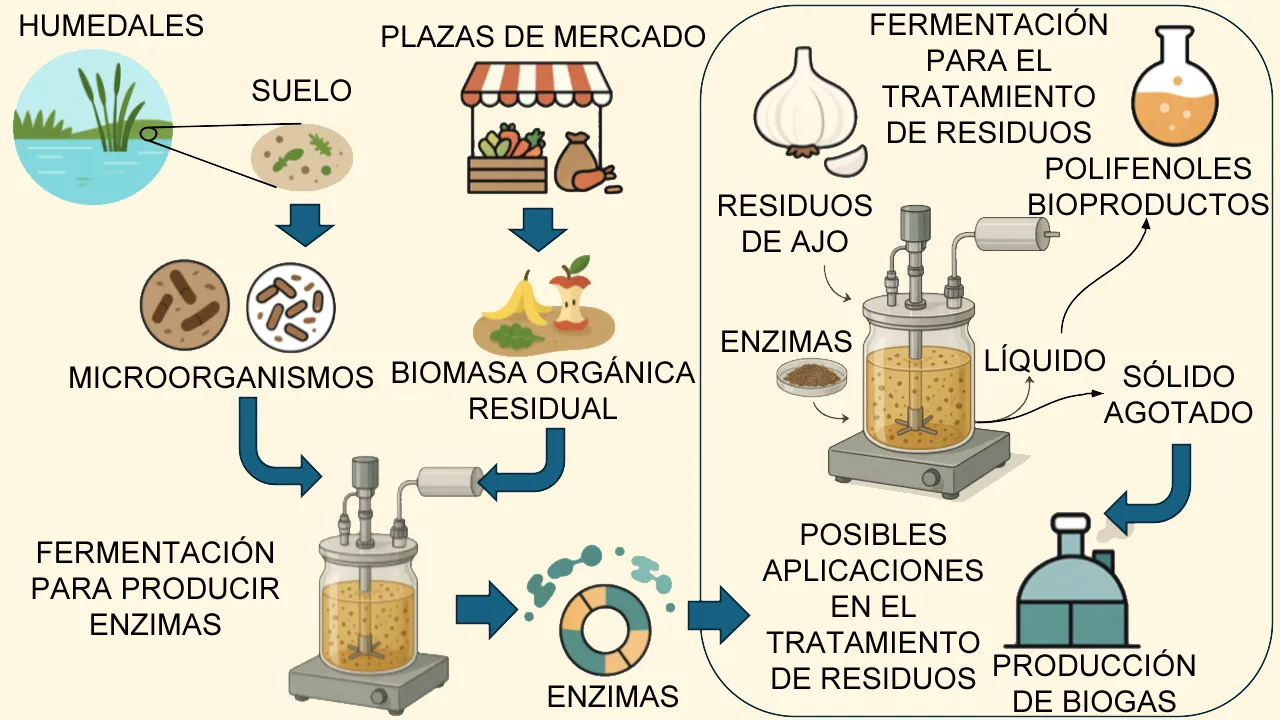 HUMEDALES
SUELO
PLAZAS DE MERCADO
MICROORGANISMOS
BIOMASA ORGÁNICA
RESIDUAL
FERMENTACIÓN
PARA PRODUCIR
ENZIMAS
ENZIMAS
FERMENTACIÓN
PARA EL
TRATAMIENTO
DE RESIDUOS
POLIFENOLES
BIOPRODUCTOS
RESIDUOS
DE AJO
ENZIMAS
LÍQUIDO
SÓLIDO
AGOTADO
POSIBLES
APLICACIONES
EN EL
TRATAMIENTO
DE RESIDUOS
PRODUCCIÓN
DE BIOGAS